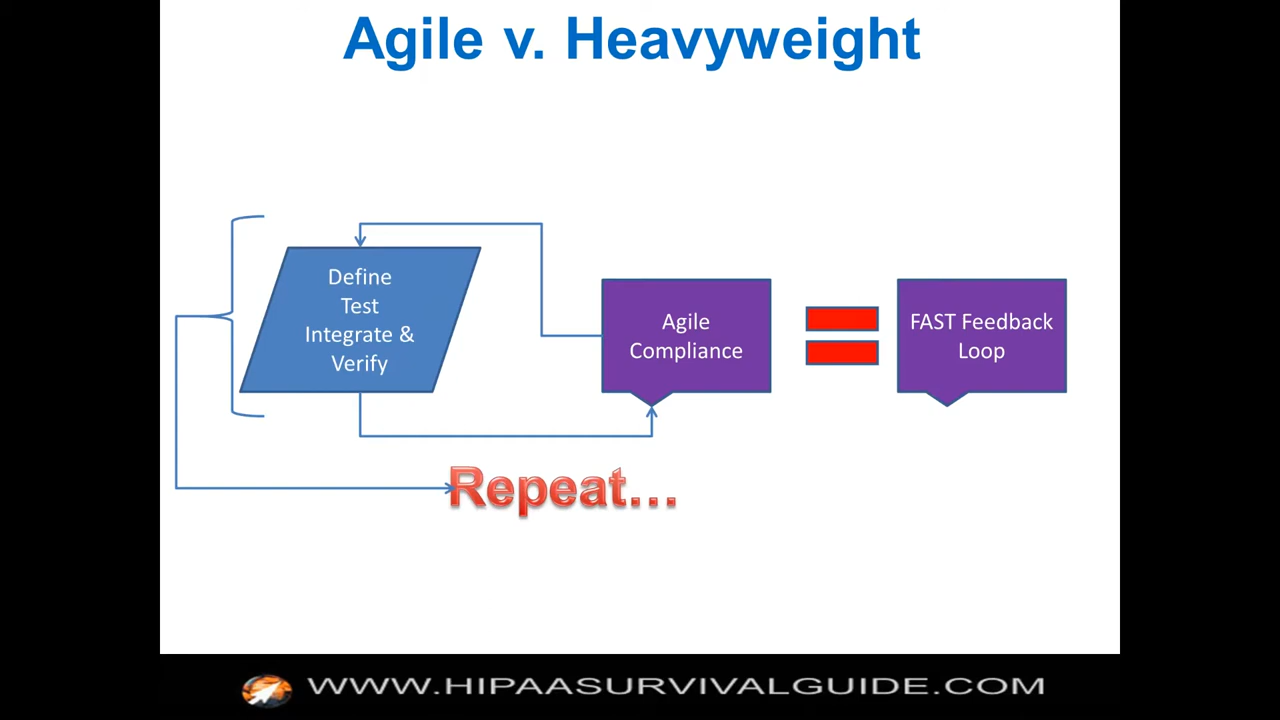 Agile v. Heavyweight
Define
Test
Integrate &
Verify
Agile
Compliance
FAST Feedback
Loop
Repeat...
WWW.HIPAASURVIVALGUIDE.COM